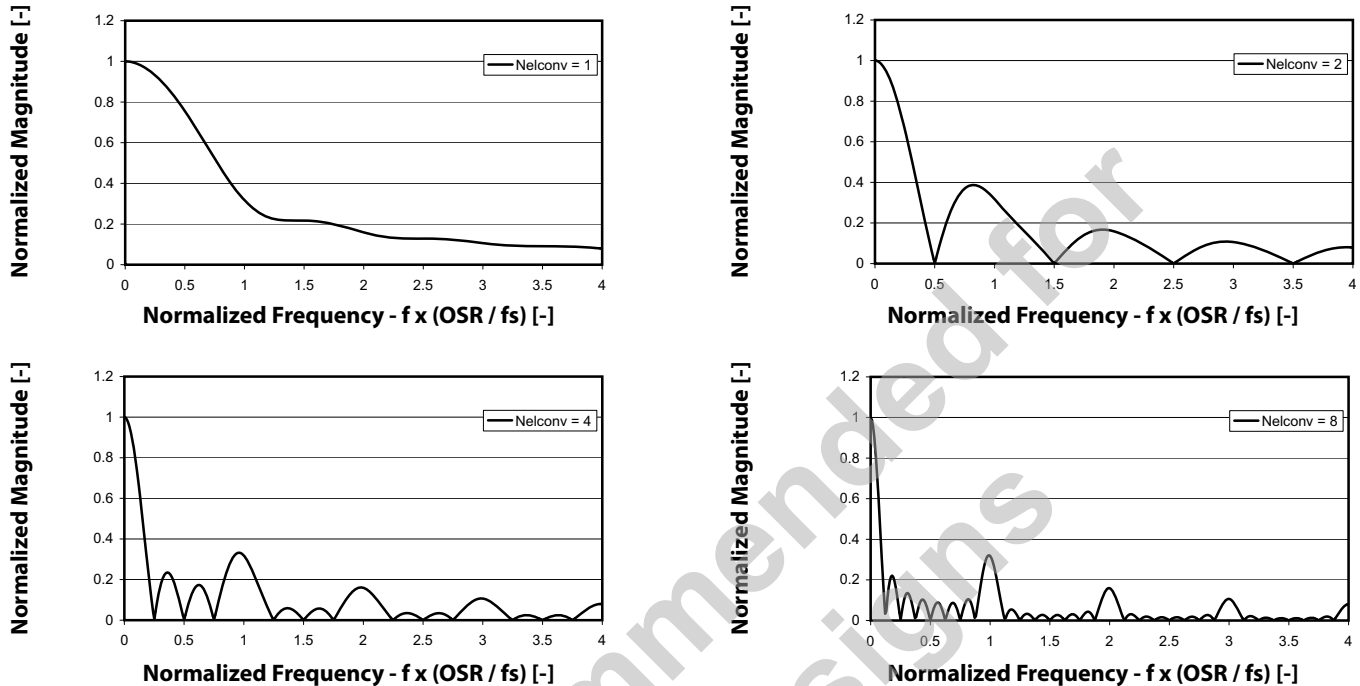 Normalized Magnitude [-]
1.2
1
0.8
0.6
0.4
0.2
0
Nelconv = 1
0 0.5 1 1.5 2 2.5 3 3.5 4
Normalized Frequency - f x (OSR / fs) [-]
Normalized Magnitude [-]
1.2
1
0.8
0.6
0.4
0.2
0
Nelconv = 2
0 0.5 1 1.5 2 2.5 3 3.5 4
Normalized Frequency - f x (OSR / fs) [-]
Normalized Magnitude [-]
1.2
1
0.8
0.6
0.4
0.2
0
Nelconv = 4
0 0.5 1 1.5 2 2.5 3 3.5 4
Normalized Frequency - f x (OSR / fs) [-]
Normalized Magnitude [-]
1.2
1
0.8
0.6
0.4
0.2
0
Nelconv = 8
0 0.5 1 1.5 2 2.5 3 3.5 4
Normalized Frequency - f x (OSR / fs) [-]
mmended for
signs